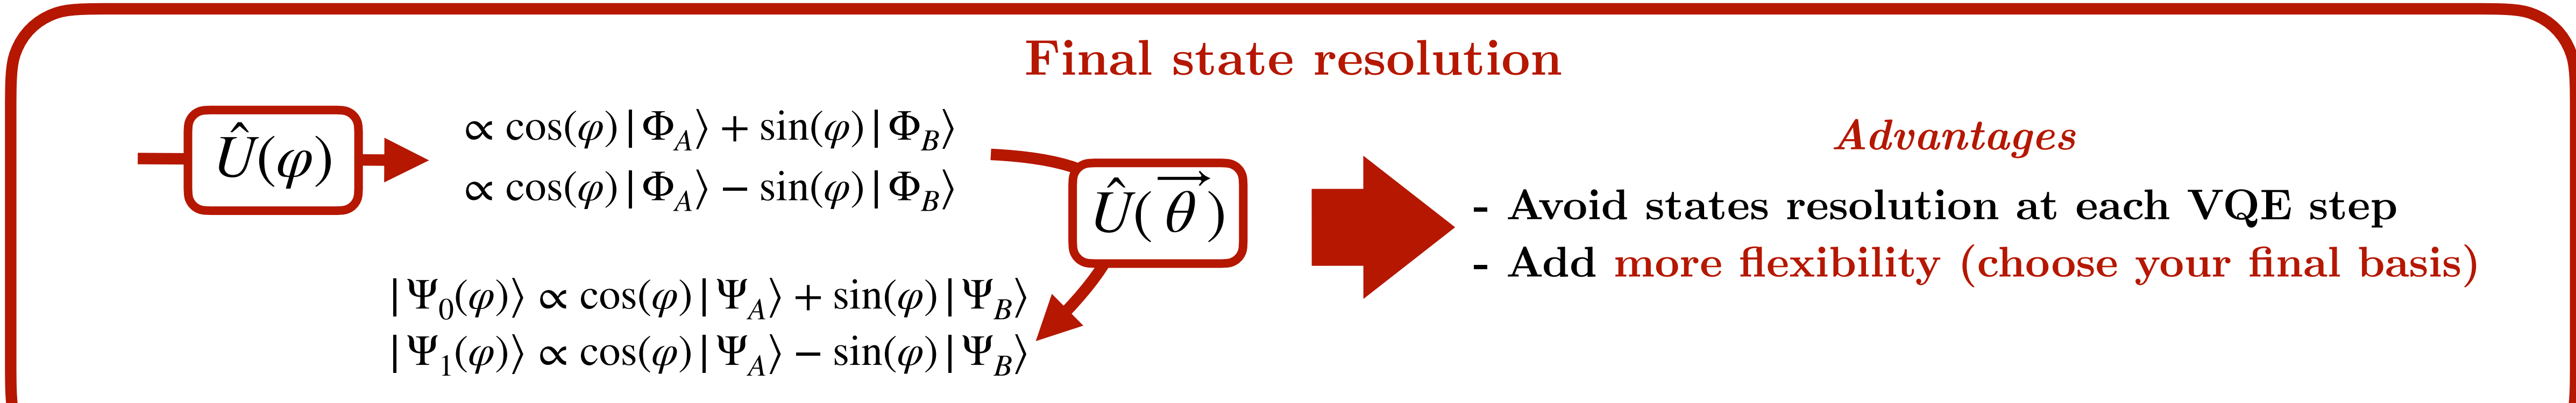 Final state resolution
Û(φ)
∝ cos(φ)|Φ_A⟩ + sin(φ)|Φ_B⟩
∝ cos(φ)|Φ_A⟩ − sin(φ)|Φ_B⟩
Û(θ⃗)
|Ψ_0(φ)⟩ ∝ cos(φ)|Ψ_A⟩ + sin(φ)|Ψ_B⟩
|Ψ_1(φ)⟩ ∝ cos(φ)|Ψ_A⟩ − sin(φ)|Ψ_B⟩
Advantages
- Avoid states resolution at each VQE step
- Add more flexibility (choose your final basis)